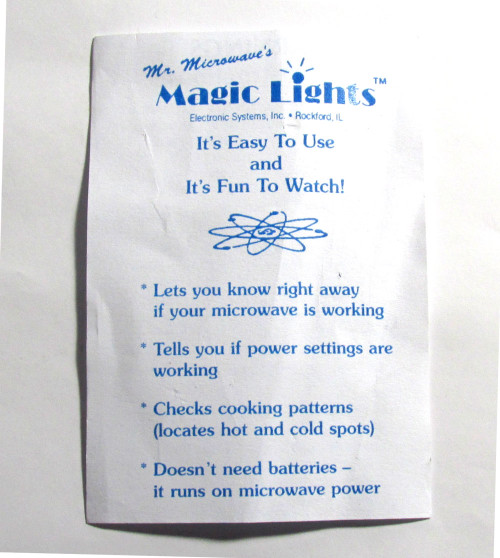 Mr. Microwave's
Magic Lights™
Electronic Systems, Inc. • Rockford, IL
It's Easy To Use
and
It's Fun To Watch!
* Lets you know right away
if your microwave is working
* Tells you if power settings are
working
* Checks cooking patterns
(locates hot and cold spots)
* Doesn't need batteries –
it runs on microwave power